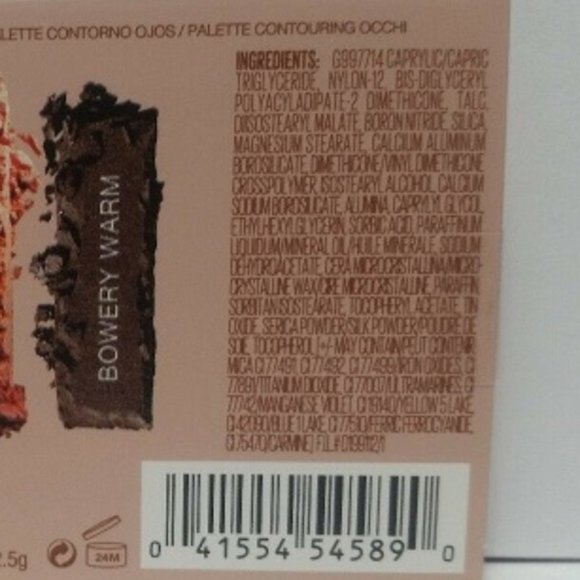 LETTE CONTORNO OJOS / PALETTE CONTOURING OCCHI
INGREDIENTS: G997714 CAPRYLIC/CAPRIC
TRIGLYCERIDE, NYLON-12, BIS-DIGLYCERYL
POLYACYLADIPATE-2 DIMETHICONE, TALC,
DIISOSTEARYL MALATE, BORON NITRIDE, SILICA,
MAGNESIUM STEARATE, CALCIUM ALUMINUM
BOROSILICATE, DIMETHICONE/VINYL DIMETHICONE
CROSSPOLYMER, ISOSTEARYL ALCOHOL, CALCIUM
SODIUM BOROSILICATE, ALUMINA, CAPRYLYL GLYCOL,
ETHYLHEXYLGLYCERIN, SORBIC ACID, PARAFFINUM
LIQUIDUM/MINERAL OIL/HUILE MINERALE, SODIUM
DEHYDROACETATE, CERA MICROCRISTALLINA/MICRO-
CRYSTALLINE WAX/CIRE MICROCRISTALLINE, PARAFFIN,
SORBITAN ISOSTEARATE, TOCOPHERYL ACETATE, TIN
OXIDE, SERICA POWDER/SILK POWDER/POUDRE DE
SOIE, TOCOPHEROL [+/- MAY CONTAIN/PEUT CONTENIR
MICA CI 77491, CI 77492, CI 77499/IRON OXIDES, CI
77891/TITANIUM DIOXIDE, CI 77007/ULTRAMARINES, CI
77742/MANGANESE VIOLET, CI 19140/YELLOW 5 LAKE,
CI 42090/BLUE 1 LAKE, CI 77510/FERRIC FERROCYANIDE,
CI 75470/CARMINE] F.I.L.# D199112/1
BOWERY WARM
2.5g
24M
0 41554 54589 0